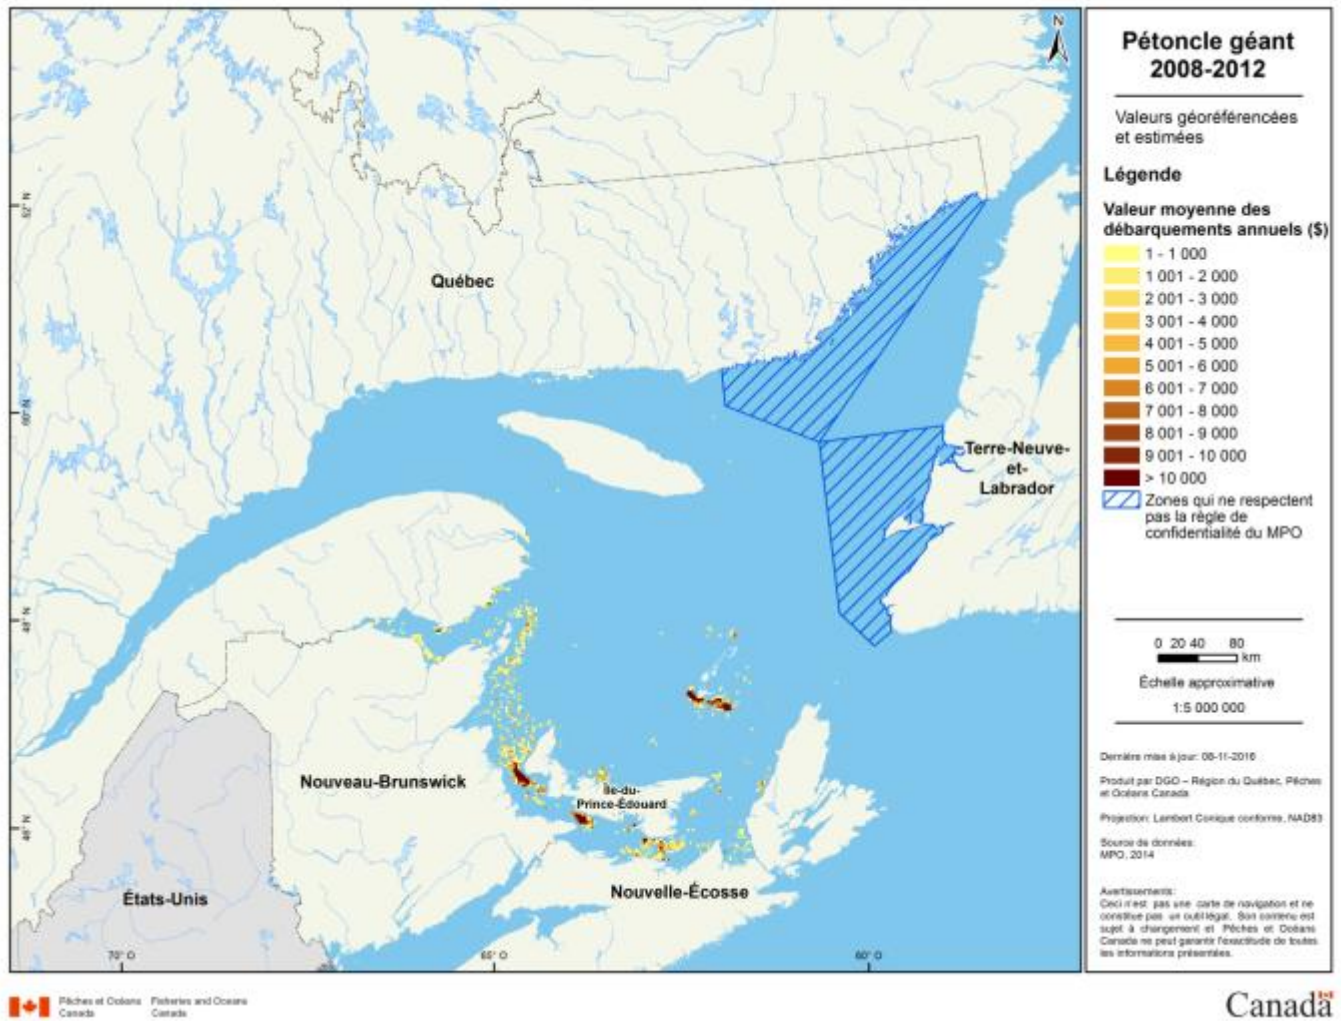 Pétoncle géant
2008-2012
Valeurs géoréférencées
et estimées
Légende
Valeur moyenne des
débarquements annuels ($)
1 - 1 000
1 001 - 2 000
2 001 - 3 000
3 001 - 4 000
4 001 - 5 000
5 001 - 6 000
6 001 - 7 000
7 001 - 8 000
8 001 - 9 000
9 001 - 10 000
> 10 000
Zones qui ne respectent
pas la règle de
confidentialité du MPO
0 20 40 80
km
Échelle approximative
1:5 000 000
Dernière mise à jour: 08-11-2016
Produit par DGO – Région du Québec, Pêches
et Océans Canada
Projection: Lambert Conique conforme, NAD83
Source de données:
MPO, 2014
Avertissements:
Ceci n'est pas une carte de navigation et ne
constitue pas un outil légal. Son contenu est
sujet à changement et Pêches et Océans
Canada ne peut garantir l'exactitude de toutes
les informations présentées.
N
Québec
Terre-Neuve-
et-
Labrador
Nouveau-Brunswick
Île-du-
Prince-Édouard
Nouvelle-Écosse
États-Unis
52° N
50° N
48° N
46° N
70° O
65° O
60° O
Pêches et Océans
Canada
Fisheries and Oceans
Canada
Canada